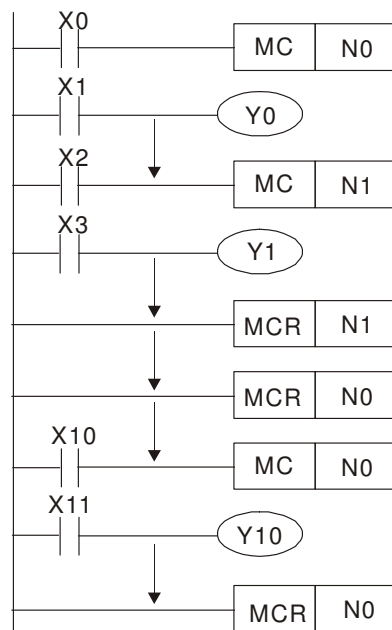 X0
MC N0
X1
Y0
X2
MC N1
X3
Y1
MCR N1
MCR N0
X10
MC N0
X11
Y10
MCR N0